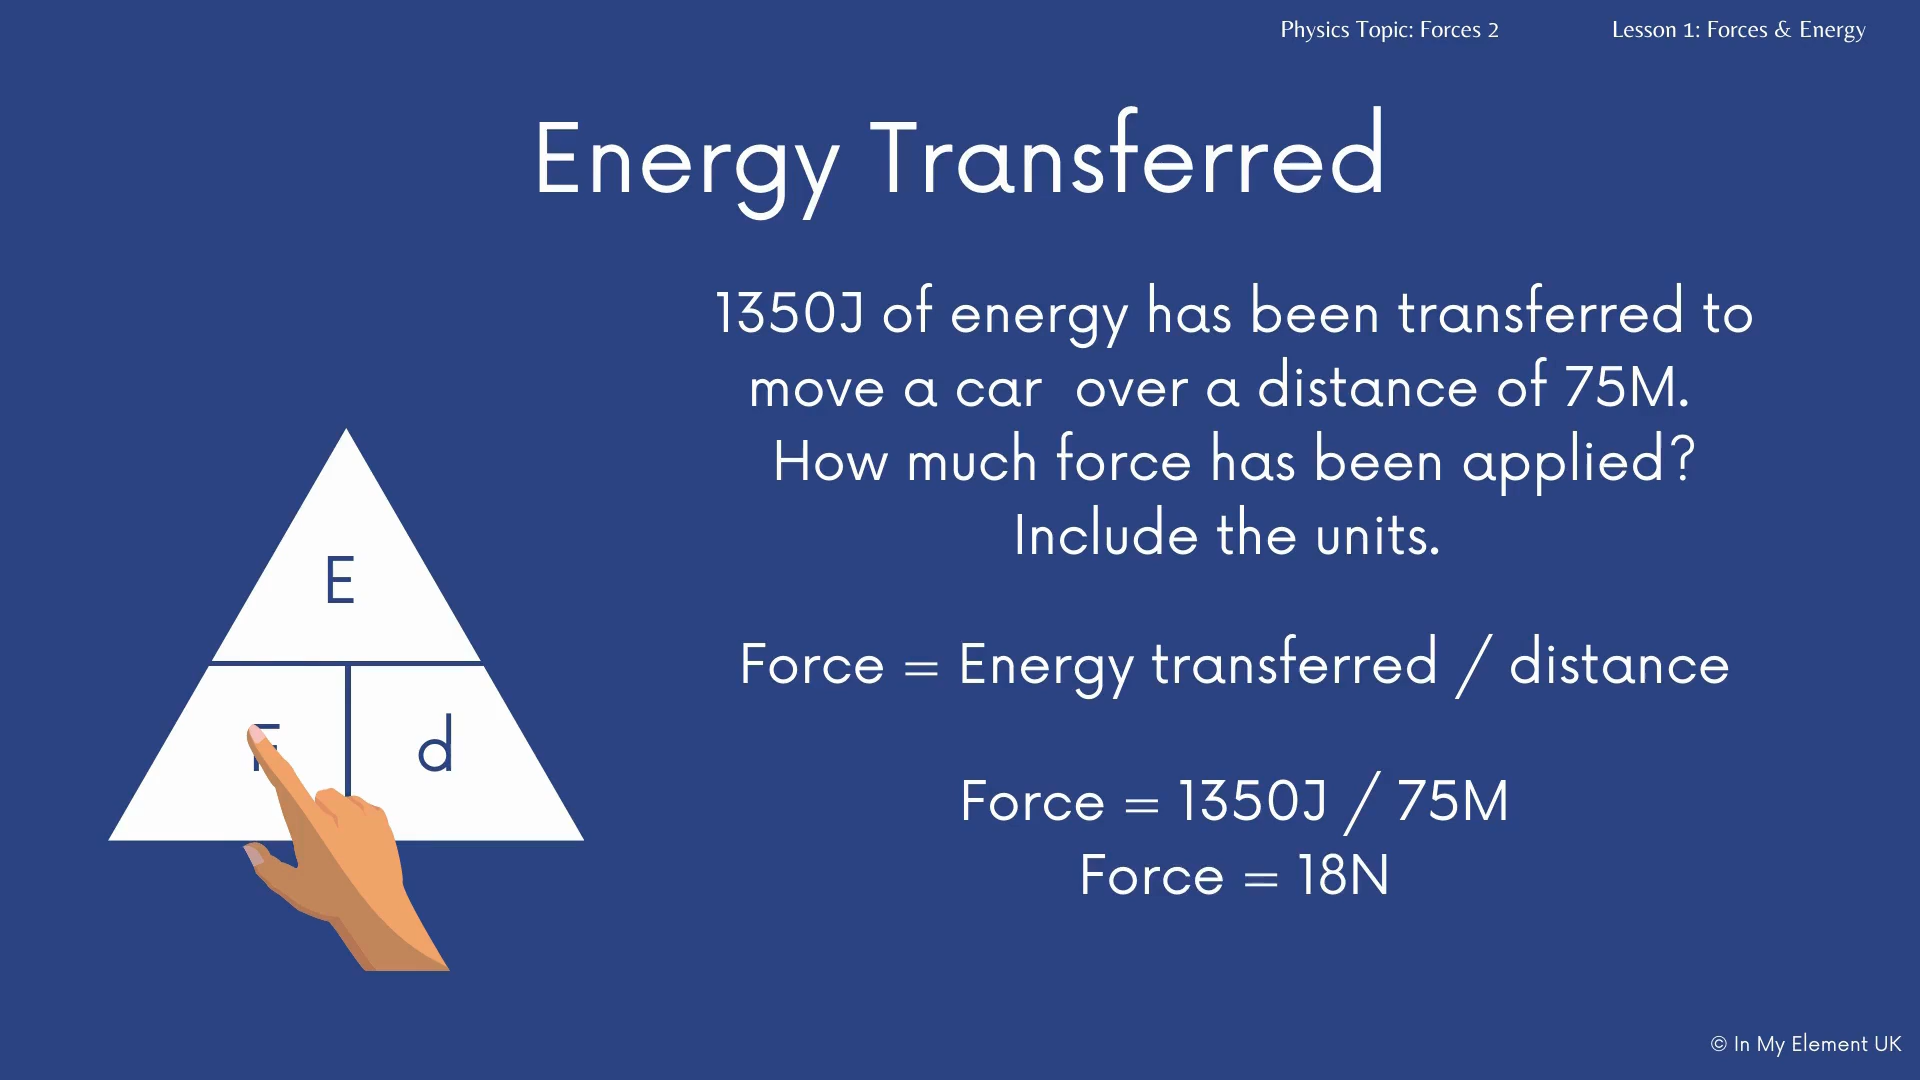 Physics Topic: Forces 2
Lesson 1: Forces & Energy
Energy Transferred
1350J of energy has been transferred to
move a car over a distance of 75M.
How much force has been applied?
Include the units.
E
F
d
Force = Energy transferred / distance
Force = 1350J / 75M
Force = 18N
© In My Element UK